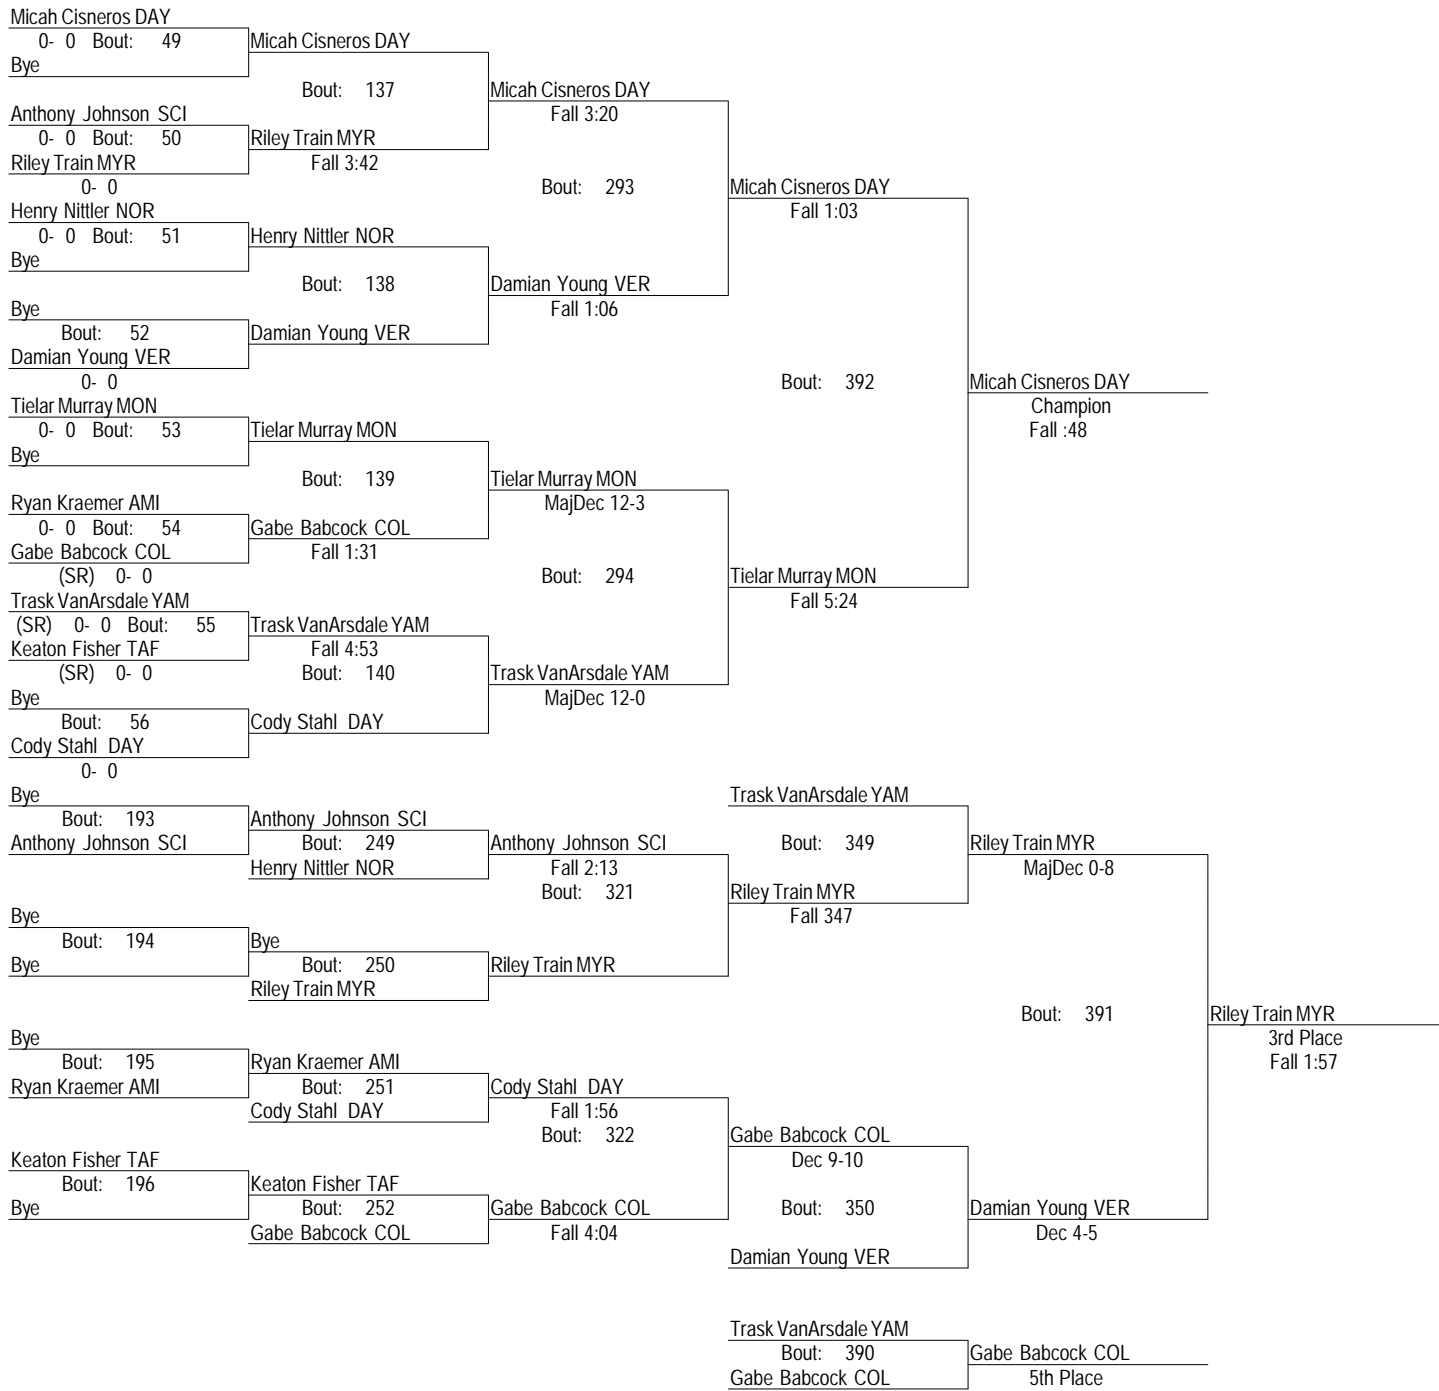 Micah Cisneros DAY
0- 0 Bout: 49 Micah Cisneros DAY
Bye
Bout: 137 Micah Cisneros DAY
Anthony Johnson SCI Fall 3:20
0- 0 Bout: 50 Riley Train MYR
Riley Train MYR Fall 3:42
0- 0 Bout: 293 Micah Cisneros DAY
Henry Nittler NOR Fall 1:03
0- 0 Bout: 51 Henry Nittler NOR
Bye
Bout: 138 Damian Young VER
Bye Fall 1:06
Bout: 52 Damian Young VER
Damian Young VER
0- 0 Bout: 392 Micah Cisneros DAY
Tielar Murray MON Champion
0- 0 Bout: 53 Tielar Murray MON Fall :48
Bye
Bout: 139 Tielar Murray MON
Ryan Kraemer AMI MajDec 12-3
0- 0 Bout: 54 Gabe Babcock COL
Gabe Babcock COL Fall 1:31
(SR) 0- 0 Bout: 294 Tielar Murray MON
Trask VanArsdale YAM Fall 5:24
(SR) 0- 0 Bout: 55 Trask VanArsdale YAM
Keaton Fisher TAF Fall 4:53
(SR) 0- 0 Bout: 140 Trask VanArsdale YAM
Bye MajDec 12-0
Bout: 56 Cody Stahl DAY
Cody Stahl DAY
0- 0
Bye Trask VanArsdale YAM
Bout: 193 Anthony Johnson SCI
Anthony Johnson SCI Bout: 249 Anthony Johnson SCI Bout: 349 Riley Train MYR
Henry Nittler NOR Fall 2:13 MajDec 0-8
Bout: 321 Riley Train MYR
Bye Fall 347
Bout: 194 Bye
Bye Bout: 250 Riley Train MYR
Riley Train MYR
Bout: 391 Riley Train MYR
Bye 3rd Place
Bout: 195 Ryan Kraemer AMI Fall 1:57
Ryan Kraemer AMI Bout: 251 Cody Stahl DAY
Cody Stahl DAY Fall 1:56
Bout: 322 Gabe Babcock COL
Keaton Fisher TAF Dec 9-10
Bout: 196 Keaton Fisher TAF
Bye Bout: 252 Gabe Babcock COL Bout: 350 Damian Young VER
Gabe Babcock COL Fall 4:04 Dec 4-5
Damian Young VER
Trask VanArsdale YAM
Bout: 390 Gabe Babcock COL
Gabe Babcock COL 5th Place